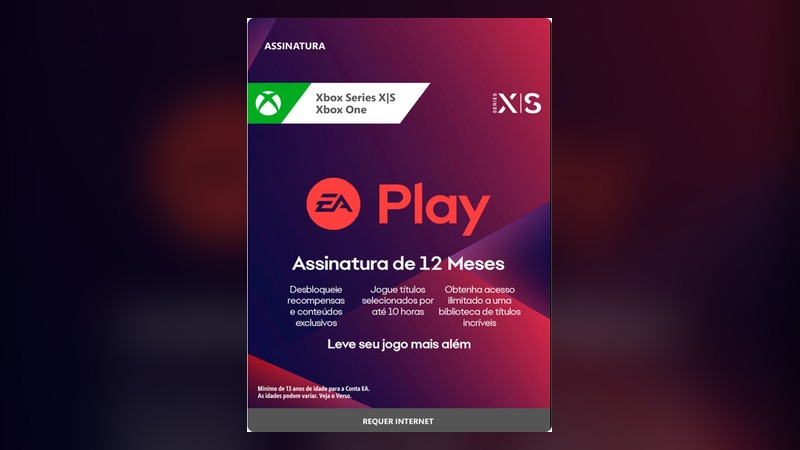 ASSINATURA
Xbox Series X|S
Xbox One
SERIES X|S
EA Play
Assinatura de 12 Meses
Desbloqueie
recompensas
e conteúdos
exclusivos
Jogue títulos
selecionados por
até 10 horas
Obtenha acesso
ilimitado a uma
biblioteca de títulos
incríveis
Leve seu jogo mais além
Mínimo de 13 anos de idade para a Conta EA.
As idades podem variar. Veja o Verso.
REQUER INTERNET